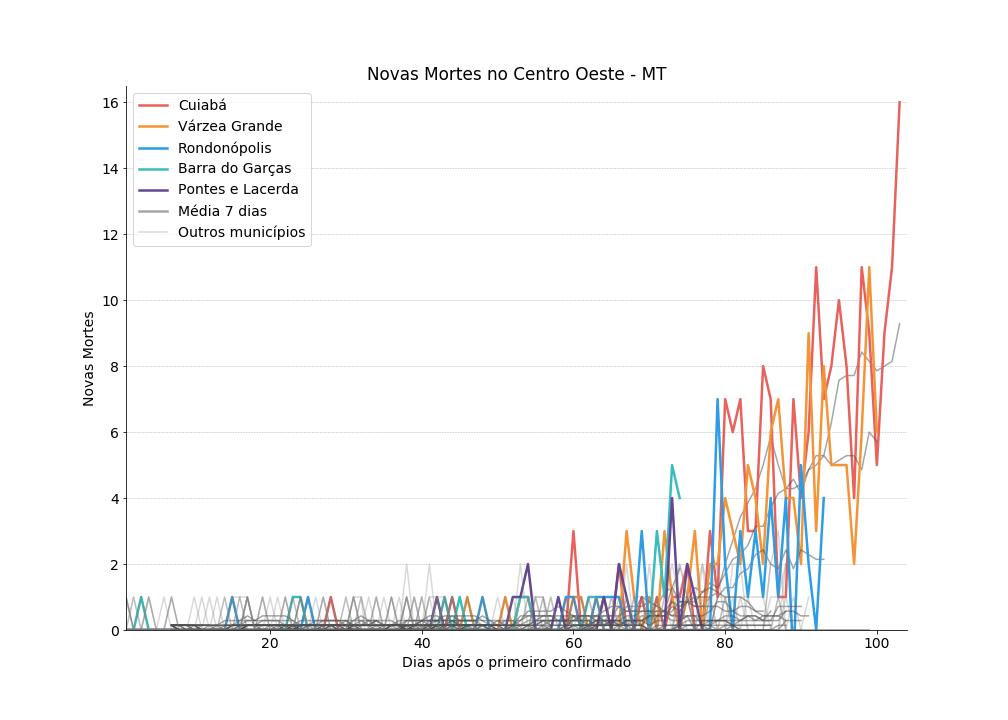 Novas Mortes no Centro Oeste - MT
Cuiabá
Várzea Grande
Rondonópolis
Barra do Garças
Pontes e Lacerda
Média 7 dias
Outros municípios
Novas Mortes
16
14
12
10
8
6
4
2
0
20
40
60
80
100
Dias após o primeiro confirmado